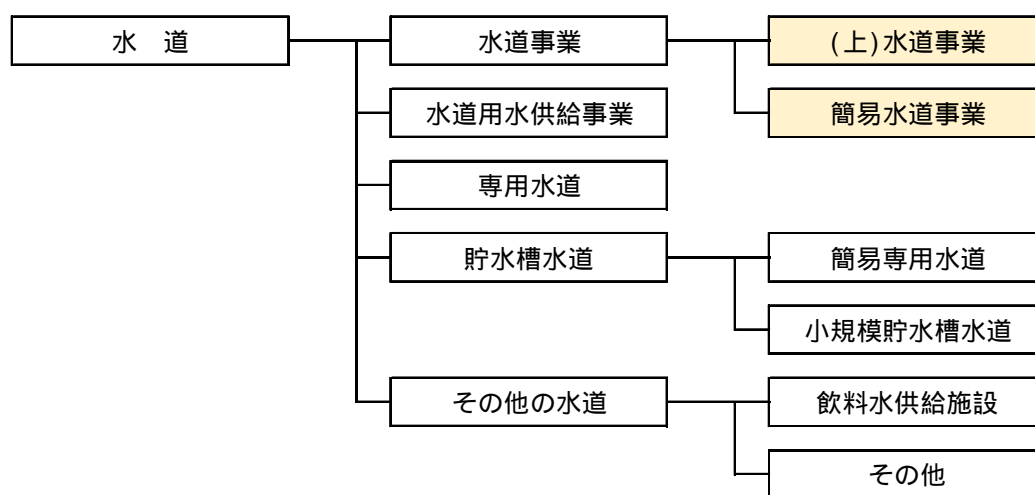 水　道
水道事業
(上)水道事業
水道用水供給事業
簡易水道事業
専用水道
貯水槽水道
簡易専用水道
小規模貯水槽水道
その他の水道
飲料水供給施設
その他